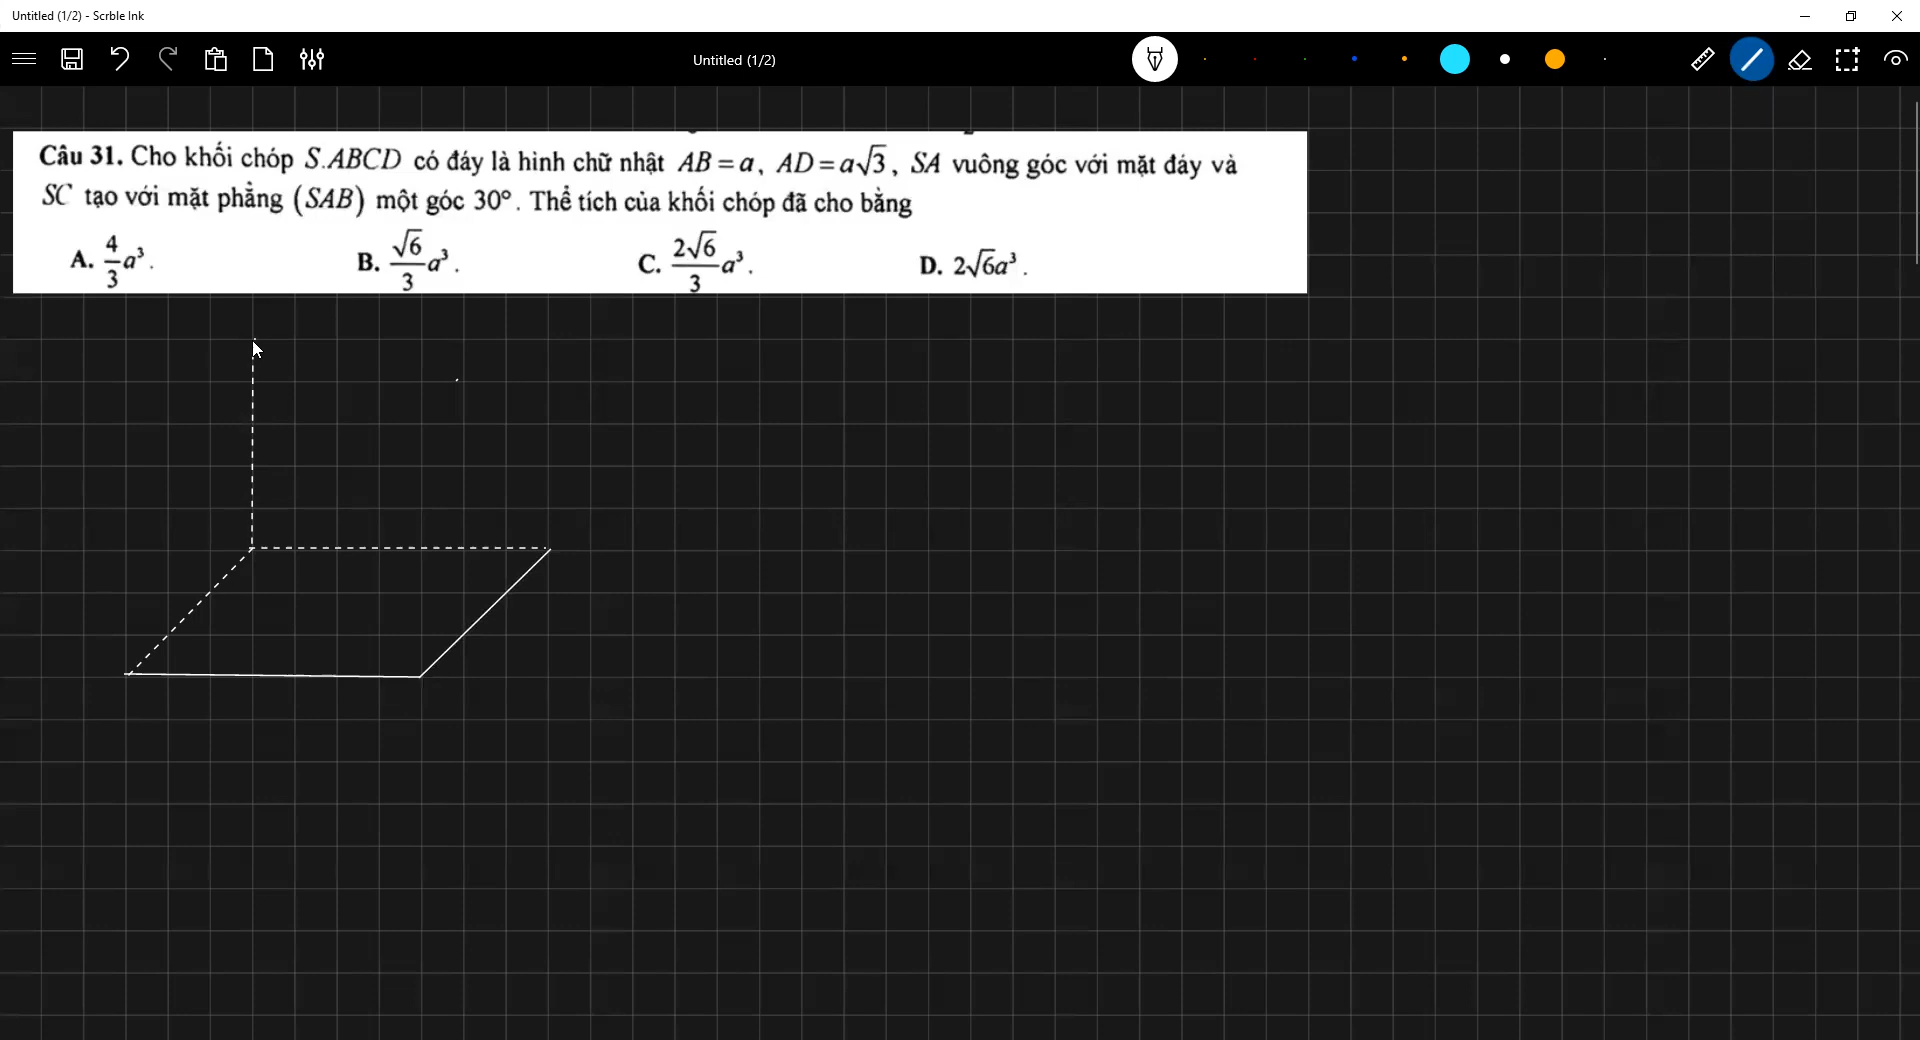 Untitled (1/2) - Scrble Ink
Untitled (1/2)
Câu 31. Cho khối chóp S.ABCD có đáy là hình chữ nhật AB = a, AD = a√3, SA vuông góc với mặt đáy và
SC tạo với mặt phẳng (SAB) một góc 30°. Thể tích của khối chóp đã cho bằng
A. 4/3 a³. B. √6/3 a³. C. 2√6/3 a³. D. 2√6a³.